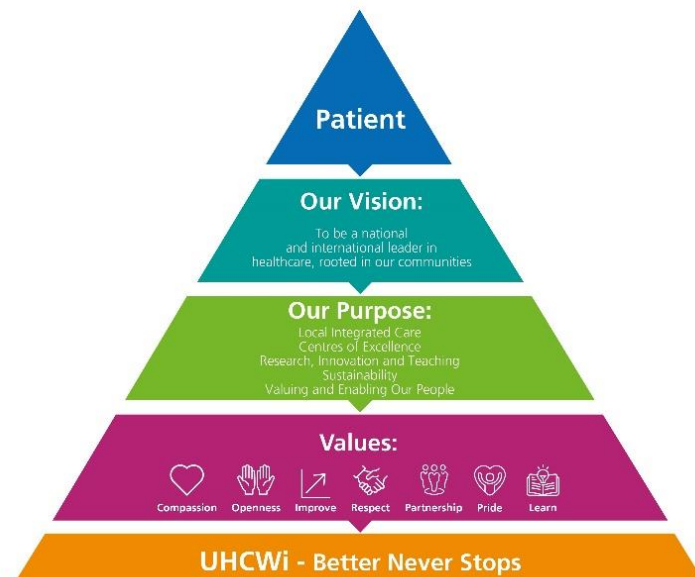 Patient
Our Vision:
To be a national
and international leader in
healthcare, rooted in our communities
Our Purpose:
Local Integrated Care
Centres of Excellence
Research, Innovation and Teaching
Sustainability
Valuing and Enabling Our People
Values:
Compassion Openness Improve Respect Partnership Pride Learn
UHCWi - Better Never Stops